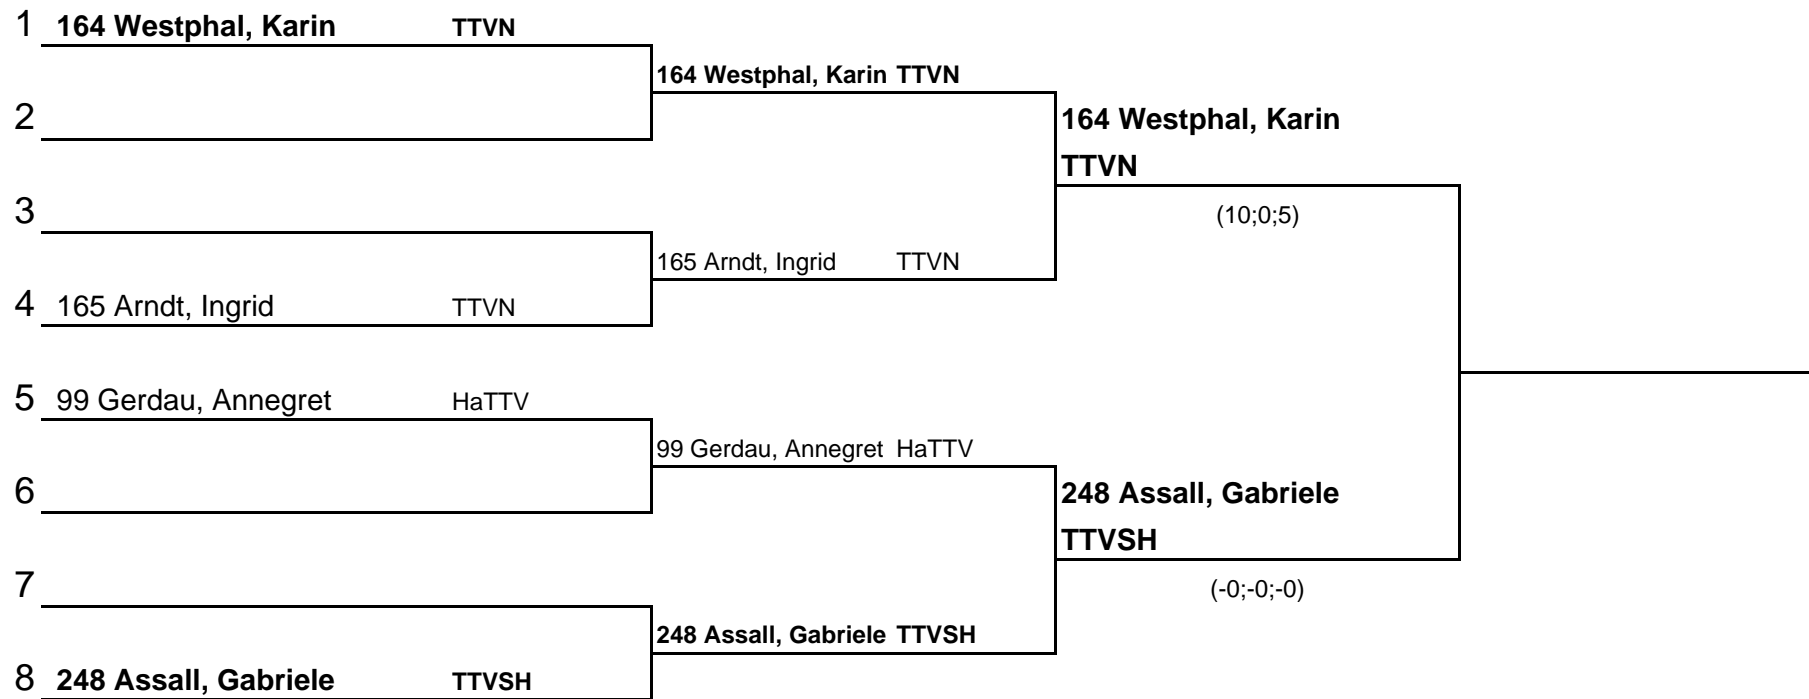 1 164 Westphal, Karin TTVN
164 Westphal, Karin TTVN
2
164 Westphal, Karin
TTVN
3
(10;0;5)
165 Arndt, Ingrid TTVN
4 165 Arndt, Ingrid TTVN
5 99 Gerdau, Annegret HaTTV
99 Gerdau, Annegret HaTTV
6
248 Assall, Gabriele
TTVSH
7
(-0;-0;-0)
248 Assall, Gabriele TTVSH
8 248 Assall, Gabriele TTVSH